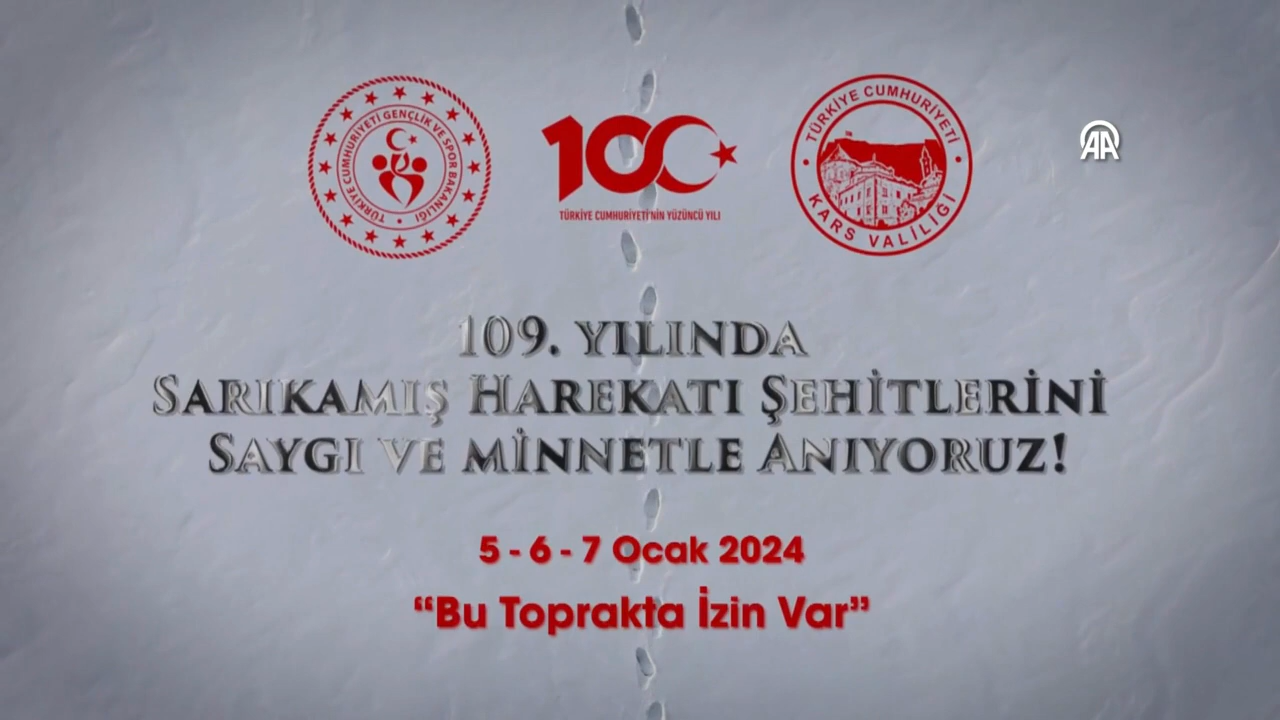 TÜRKİYE CUMHURİYETİ GENÇLİK VE SPOR BAKANLIĞI
100
TÜRKİYE CUMHURİYETİ'NİN YÜZÜNCÜ YILI
TÜRKİYE CUMHURİYETİ
KARS VALİLİĞİ
AA
109. YILINDA
SARIKAMIŞ HAREKATI ŞEHİTLERİNİ
SAYGI VE MİNNETLE ANIYORUZ!
5 - 6 - 7 Ocak 2024
“Bu Toprakta İzin Var”